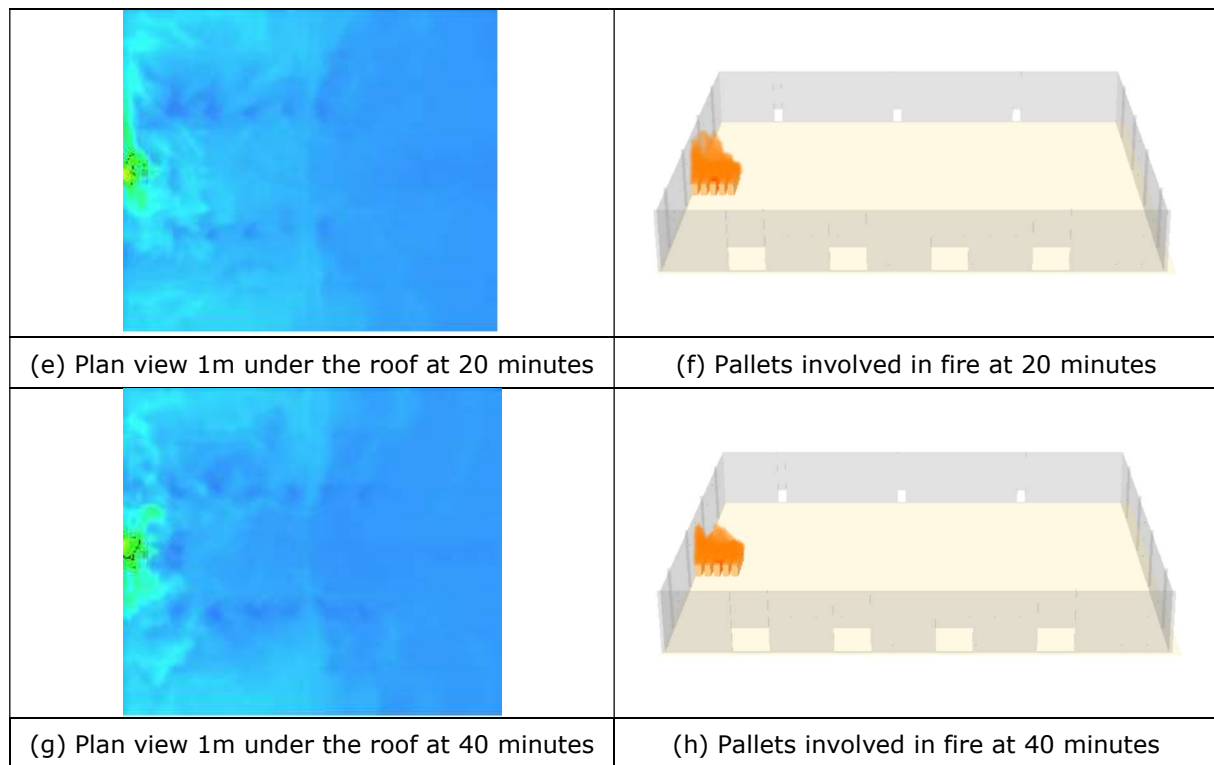 (e) Plan view 1m under the roof at 20 minutes
(f) Pallets involved in fire at 20 minutes
(g) Plan view 1m under the roof at 40 minutes
(h) Pallets involved in fire at 40 minutes